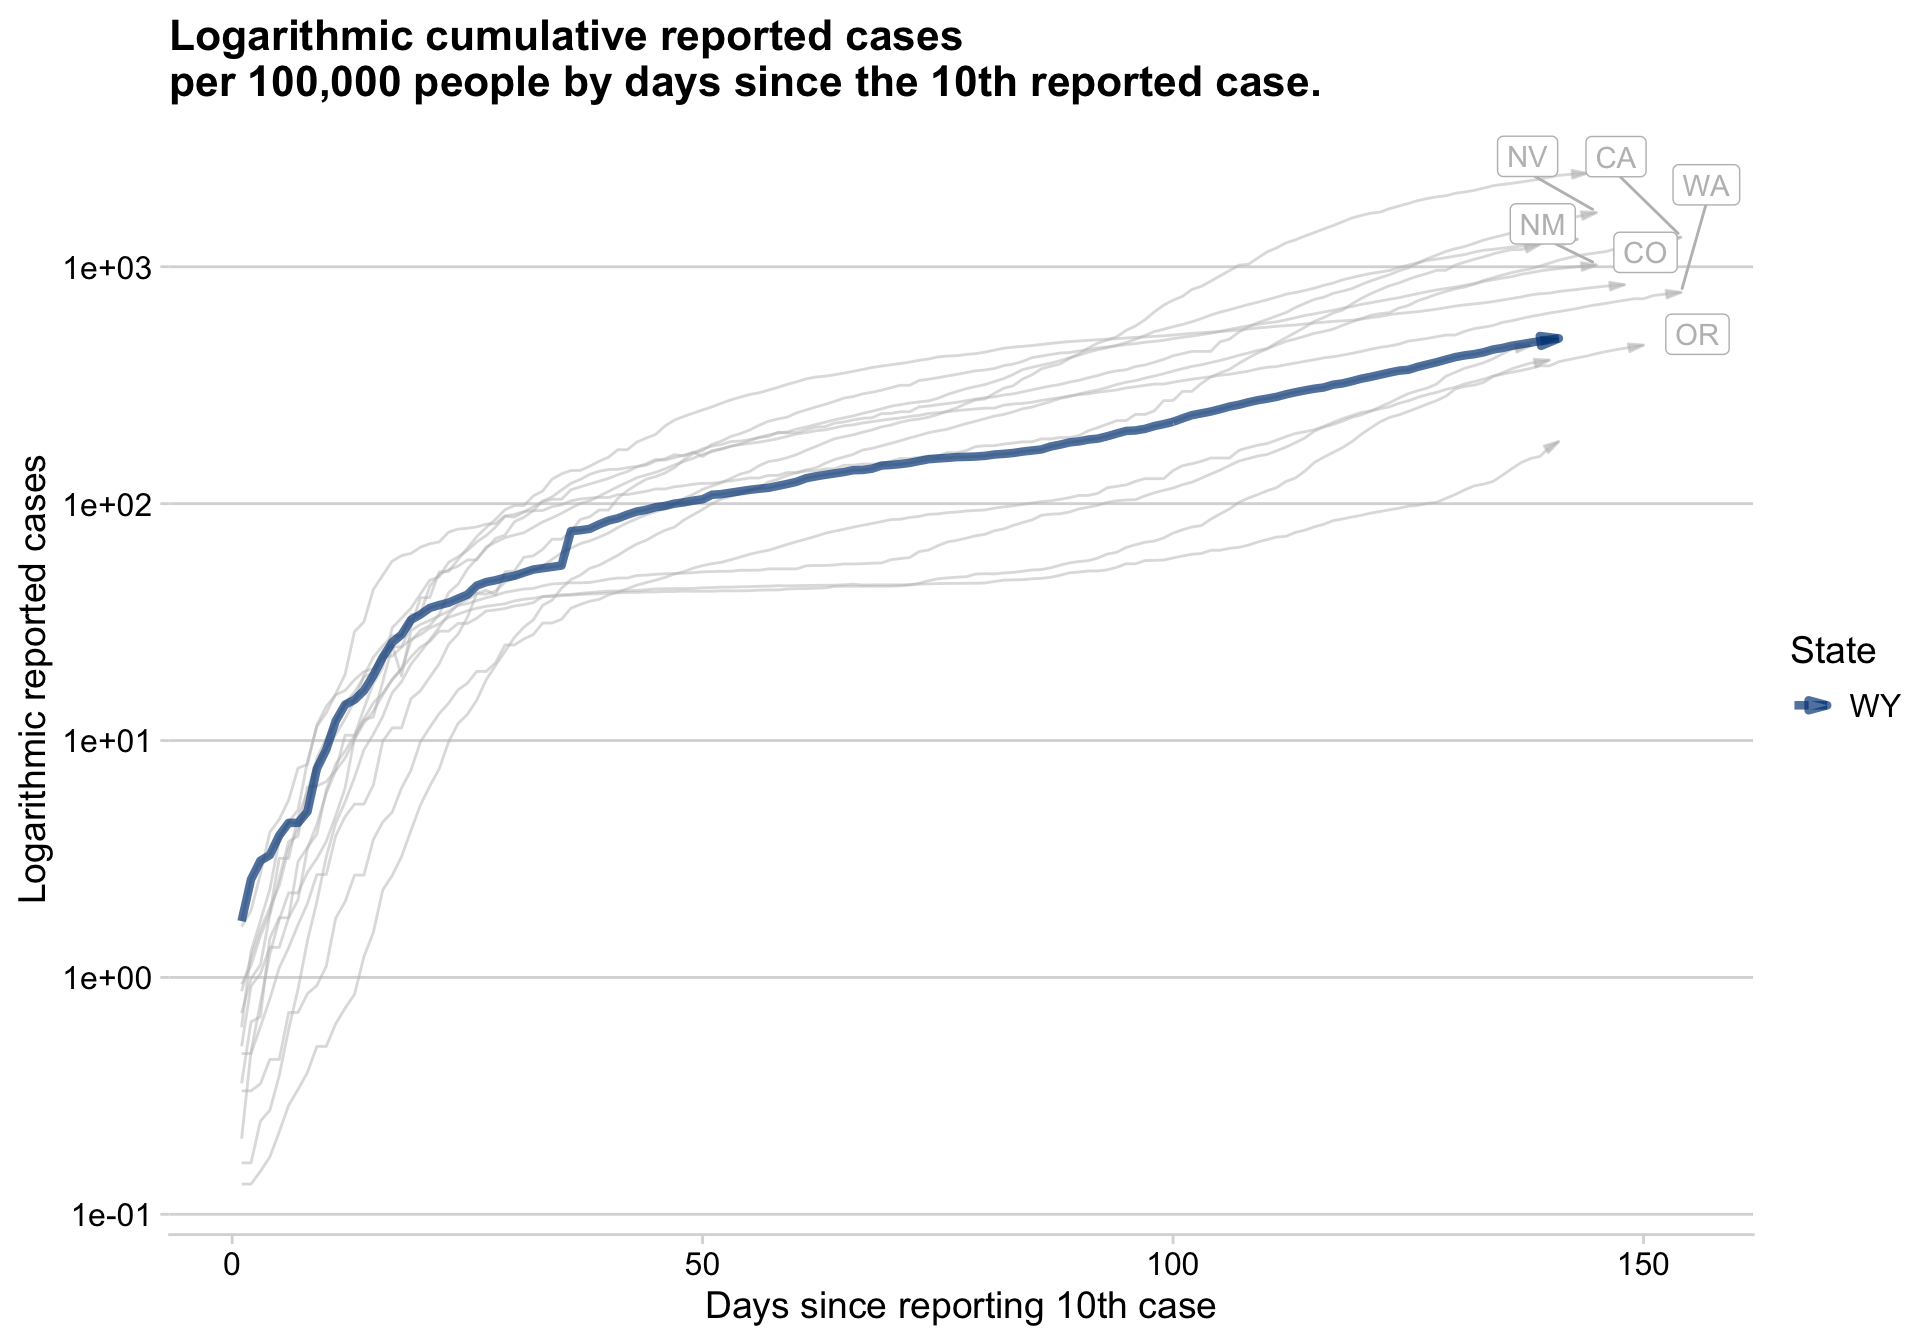 Logarithmic cumulative reported cases
per 100,000 people by days since the 10th reported case.
NV
CA
WA
NM
CO
OR
1e+03
1e+02
1e+01
1e+00
1e-01
Logarithmic reported cases
0
50
100
150
Days since reporting 10th case
State
WY